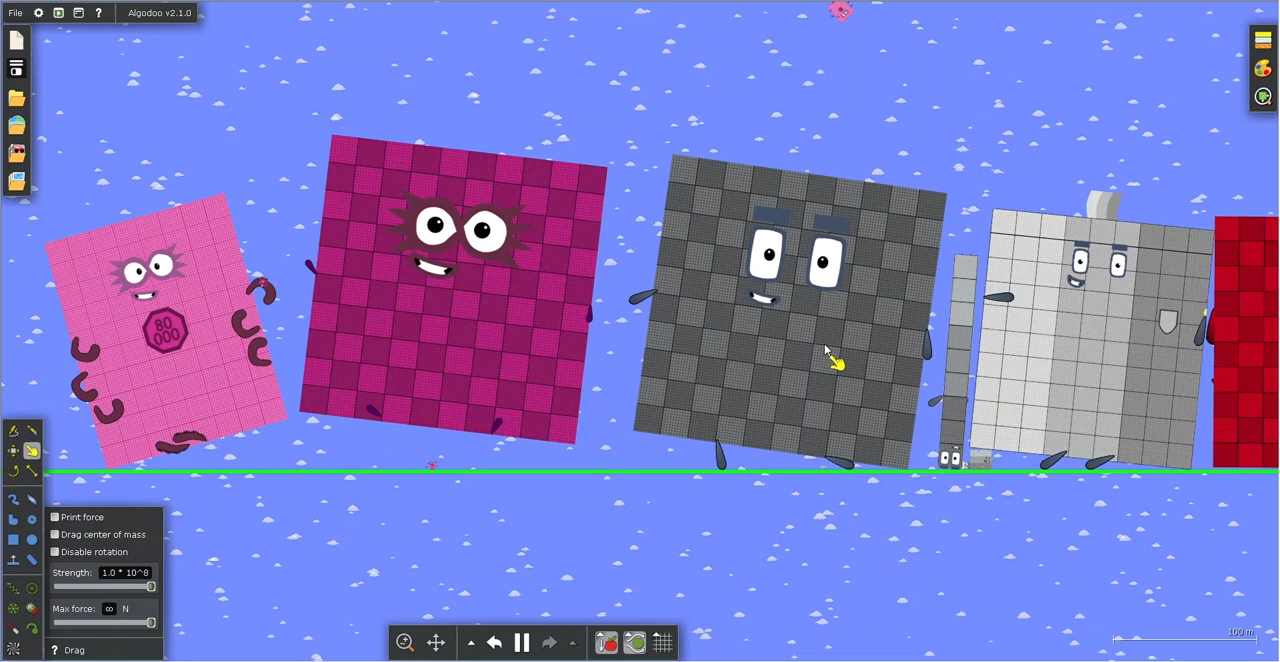 File ? Algodoo v2.1.0
80
000
Print force
Drag center of mass
Disable rotation
Strength: 1.0 * 10^8
Max force: ∞ N
? Drag
100 m